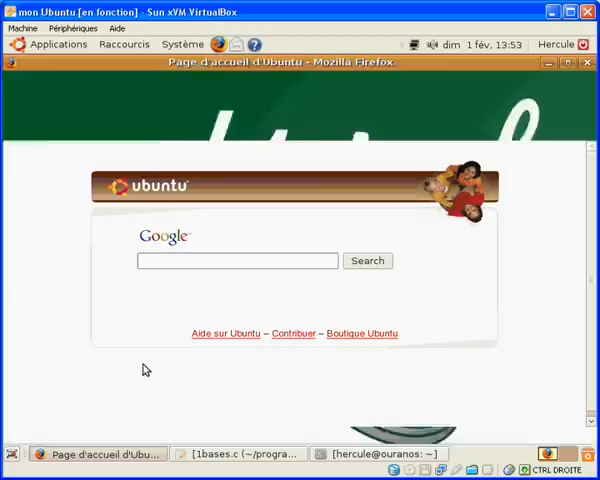 mon Ubuntu [en fonction] - Sun xVM VirtualBox
Machine Périphériques Aide
Applications Raccourcis Système ? dim 1 fév, 13:53 Hercule
Page d'accueil d'Ubuntu - Mozilla Firefox
ubuntu
Google™
Search
Aide sur Ubuntu – Contribuer – Boutique Ubuntu
Page d'accueil d'Ubu... [1bases.c (~/progra... [hercule@ouranos: ~]
CTRL DROITE